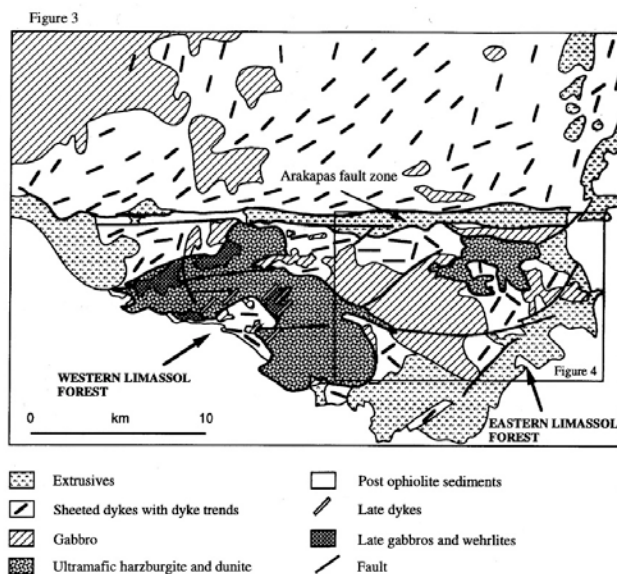 Figure 3
Arakapas fault zone
WESTERN LIMASSOL
FOREST
Figure 4
EASTERN LIMASSOL
FOREST
0 km 10
Extrusives
Post ophiolite sediments
Sheeted dykes with dyke trends
Late dykes
Gabbro
Late gabbros and wehrlites
Ultramafic harzburgite and dunite
Fault